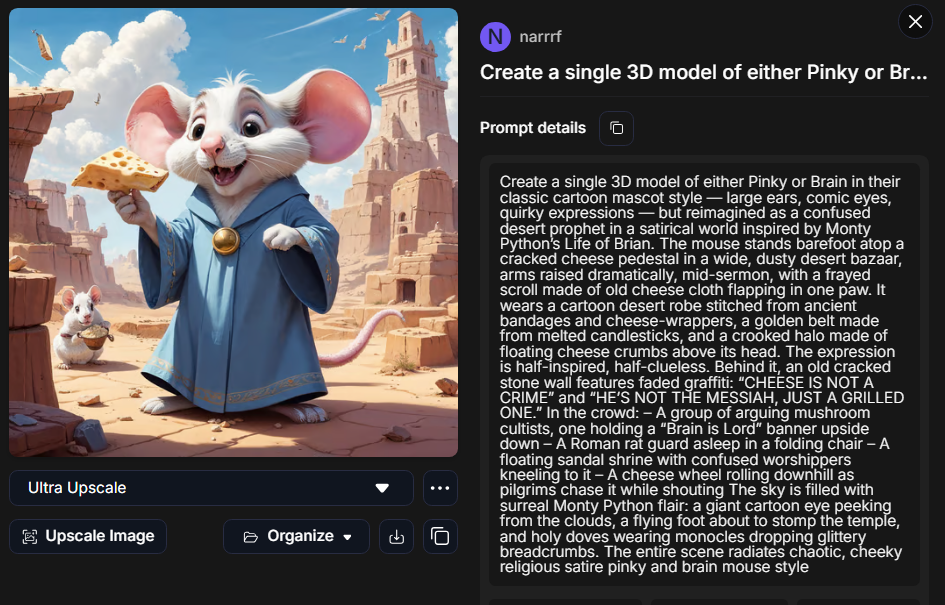 N narrrf
Create a single 3D model of either Pinky or Br...
Prompt details
Create a single 3D model of either Pinky or Brain in their
classic cartoon mascot style — large ears, comic eyes,
quirky expressions — but reimagined as a confused
desert prophet in a satirical world inspired by Monty
Python's Life of Brian. The mouse stands barefoot atop a
cracked cheese pedestal in a wide, dusty desert bazaar,
arms raised dramatically, mid-sermon, with a frayed
scroll made of old cheese cloth flapping in one paw. It
wears a cartoon desert robe stitched from ancient
bandages and cheese-wrappers, a golden belt made
from melted candlesticks, and a crooked halo made of
floating cheese crumbs above its head. The expression
is half-inspired, half-clueless. Behind it, an old cracked
stone wall features faded graffiti: “CHEESE IS NOT A
CRIME” and “HE’S NOT THE MESSIAH, JUST A GRILLED
ONE.” In the crowd: – A group of arguing mushroom
cultists, one holding a “Brain is Lord” banner upside
down – A Roman rat guard asleep in a folding chair – A
floating sandal shrine with confused worshippers
kneeling to it – A cheese wheel rolling downhill as
pilgrims chase it while shouting The sky is filled with
surreal Monty Python flair: a giant cartoon eye peeking
from the clouds, a flying foot about to stomp the temple,
and holy doves wearing monocles dropping glittery
breadcrumbs. The entire scene radiates chaotic, cheeky
religious satire pinky and brain mouse style
Ultra Upscale
Upscale Image Organize